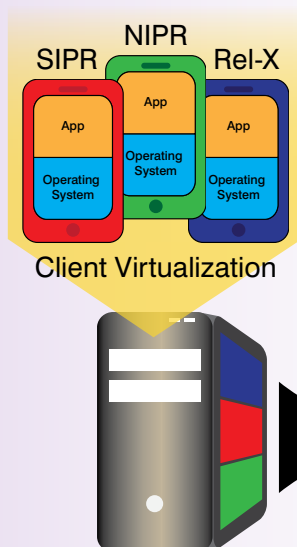 NIPR
SIPR
Rel-X
App
Operating
System
App
Operating
System
App
Operating
System
Client Virtualization